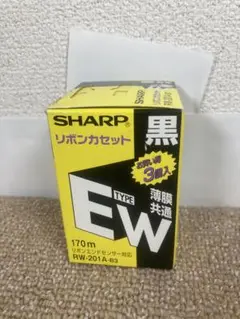 SHARP
リボンカセット
黒
お買い得
3個入
TYPE
EW
薄膜
共通
170m
リボンエンドセンサー対応
RW-201A-B3